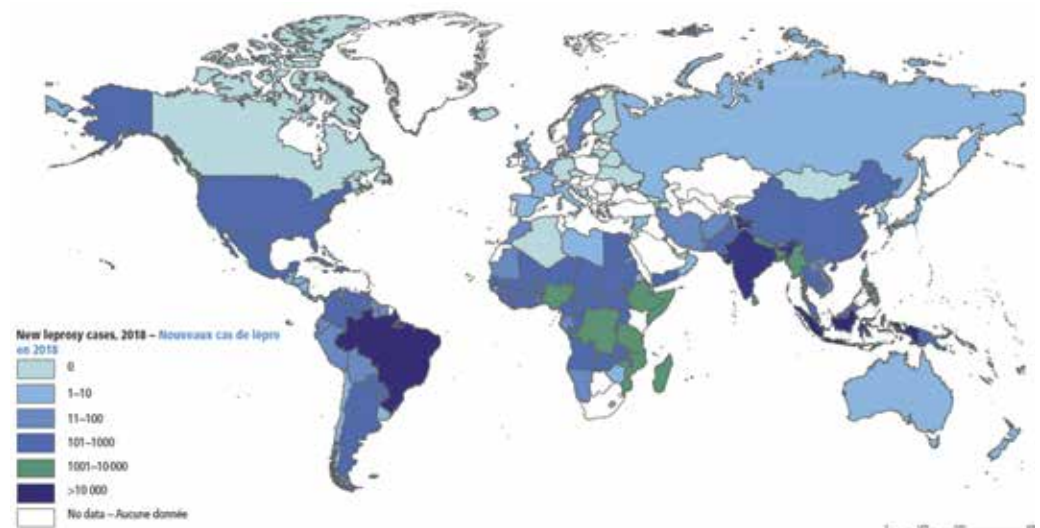 New leprosy cases, 2018 – Nouveaux cas de lèpre
en 2018
0
1–10
11–100
101–1000
1001–10 000
>10 000
No data – Aucune donnée